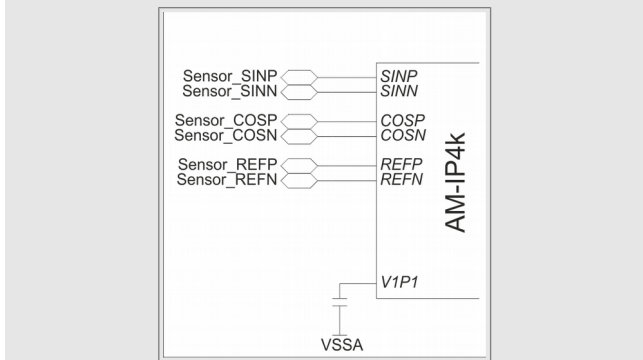 Sensor_SINP SINP
Sensor_SINN SINN
Sensor_COSP COSP
Sensor_COSN COSN
Sensor_REFP REFP
Sensor_REFN REFN
AM-IP4k
V1P1
VSSA